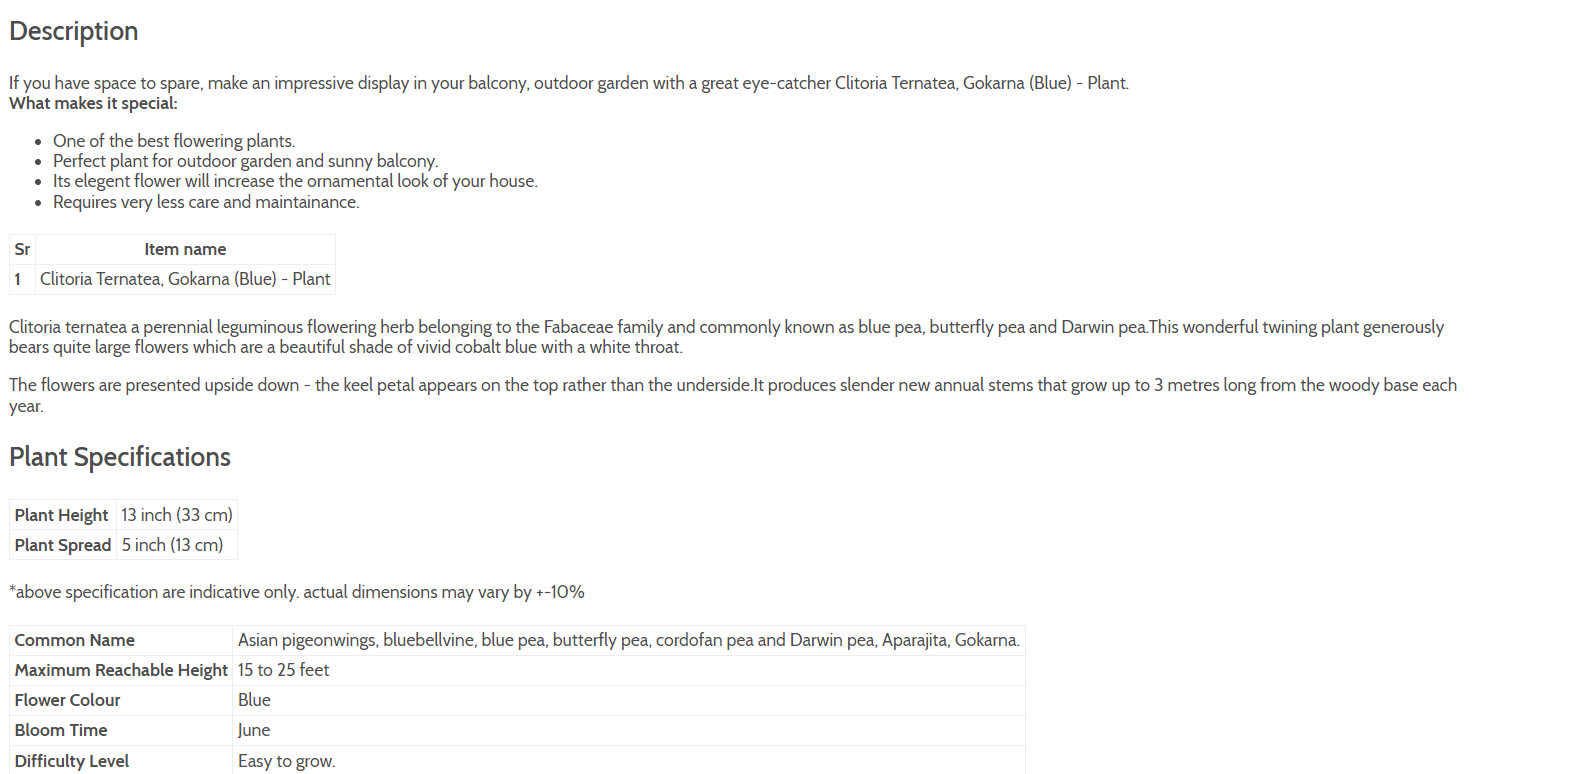 Description
If you have space to spare, make an impressive display in your balcony, outdoor garden with a great eye-catcher Clitoria Ternatea, Gokarna (Blue) - Plant.
What makes it special:
One of the best flowering plants.
Perfect plant for outdoor garden and sunny balcony.
Its elegent flower will increase the ornamental look of your house.
Requires very less care and maintainance.
Sr Item name
1 Clitoria Ternatea, Gokarna (Blue) - Plant
Clitoria ternatea a perennial leguminous flowering herb belonging to the Fabaceae family and commonly known as blue pea, butterfly pea and Darwin pea.This wonderful twining plant generously
bears quite large flowers which are a beautiful shade of vivid cobalt blue with a white throat.
The flowers are presented upside down - the keel petal appears on the top rather than the underside.It produces slender new annual stems that grow up to 3 metres long from the woody base each
year.
Plant Specifications
Plant Height 13 inch (33 cm)
Plant Spread 5 inch (13 cm)
*above specification are indicative only. actual dimensions may vary by +-10%
Common Name Asian pigeonwings, bluebellvine, blue pea, butterfly pea, cordofan pea and Darwin pea, Aparajita, Gokarna.
Maximum Reachable Height 15 to 25 feet
Flower Colour Blue
Bloom Time June
Difficulty Level Easy to grow.